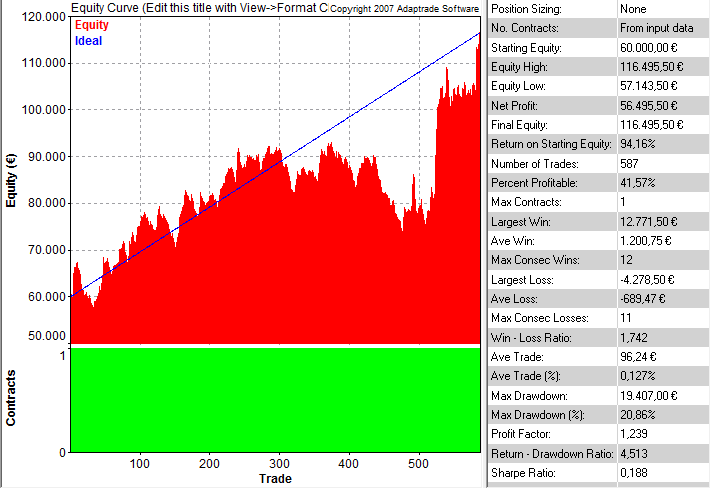 Equity Curve (Edit this title with View->Format C
Copyright 2007 Adaptrade Software
Equity
Ideal
Equity (€)
120.000
110.000
100.000
90.000
80.000
70.000
60.000
50.000
Contracts
1
0
100
200
300
400
500
Trade
Position Sizing: None
No. Contracts: From input data
Starting Equity: 60.000,00 €
Equity High: 116.495,50 €
Equity Low: 57.143,50 €
Net Profit: 56.495,50 €
Final Equity: 116.495,50 €
Return on Starting Equity: 94,16%
Number of Trades: 587
Percent Profitable: 41,57%
Max Contracts: 1
Largest Win: 12.771,50 €
Ave Win: 1.200,75 €
Max Consec Wins: 12
Largest Loss: -4.278,50 €
Ave Loss: -689,47 €
Max Consec Losses: 11
Win - Loss Ratio: 1,742
Ave Trade: 96,24 €
Ave Trade (%): 0,127%
Max Drawdown: 19.407,00 €
Max Drawdown (%): 20,86%
Profit Factor: 1,239
Return - Drawdown Ratio: 4,513
Sharpe Ratio: 0,188